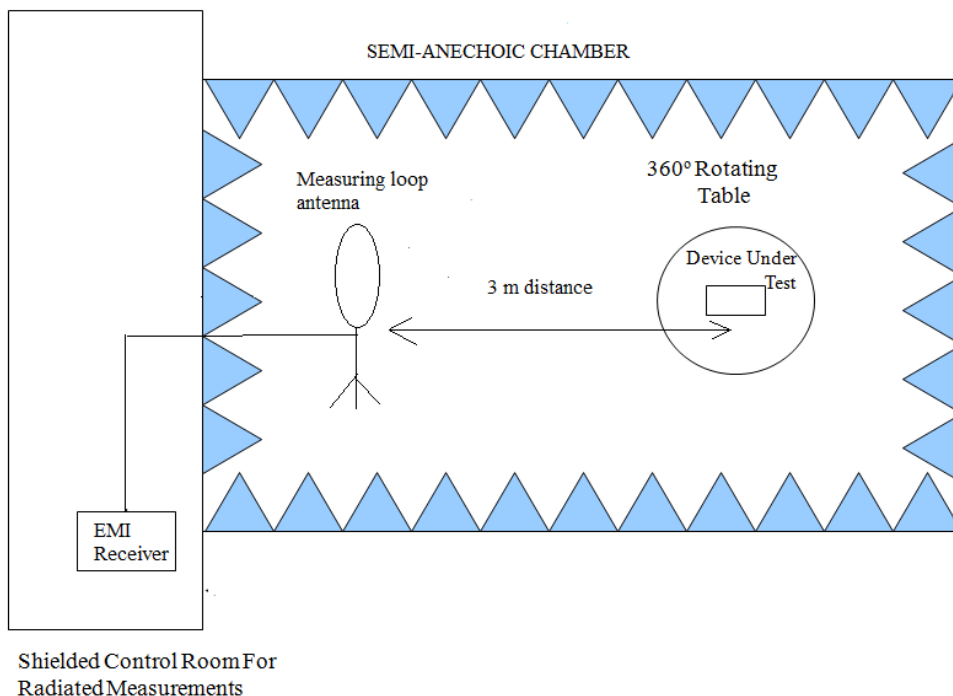 SEMI-ANECHOIC CHAMBER
Measuring loop
antenna
360º Rotating
Table
Device Under
Test
3 m distance
EMI
Receiver
Shielded Control Room For
Radiated Measurements